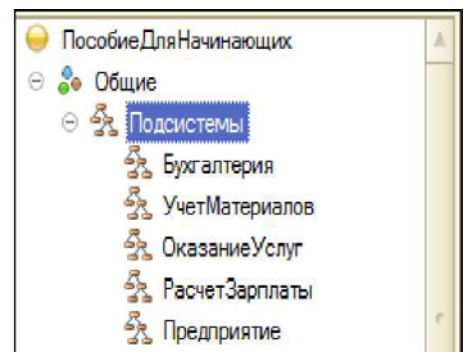 ПособиеДляНачинающих
Общие
Подсистемы
Бухгалтерия
УчетМатериалов
ОказаниеУслуг
РасчетЗарплаты
Предприятие